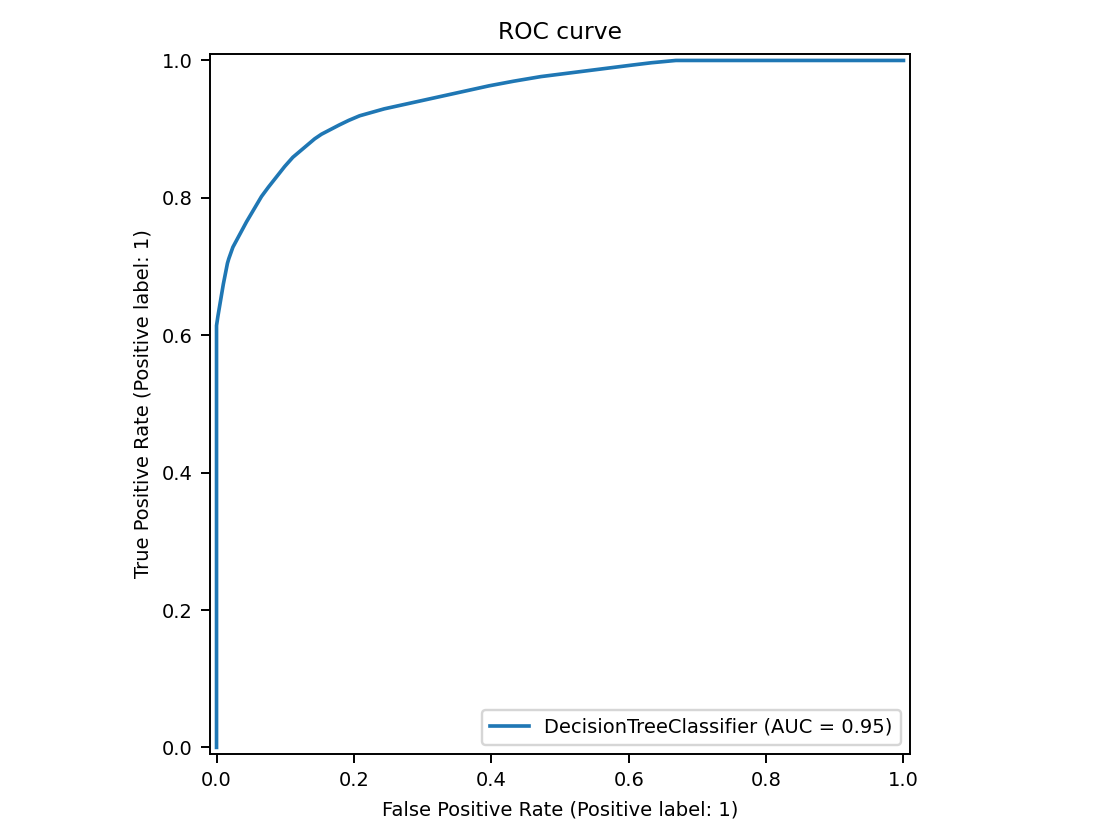 ROC curve
True Positive Rate (Positive label: 1)
1.0
0.8
0.6
0.4
0.2
0.0
DecisionTreeClassifier (AUC = 0.95)
0.0 0.2 0.4 0.6 0.8 1.0
False Positive Rate (Positive label: 1)